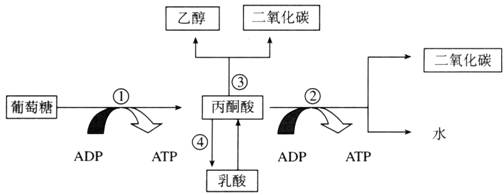 乙醇 二氧化碳
③
葡萄糖 ① 丙酮酸 ② 二氧化碳
水
④
ADP ATP ADP ATP
乳酸